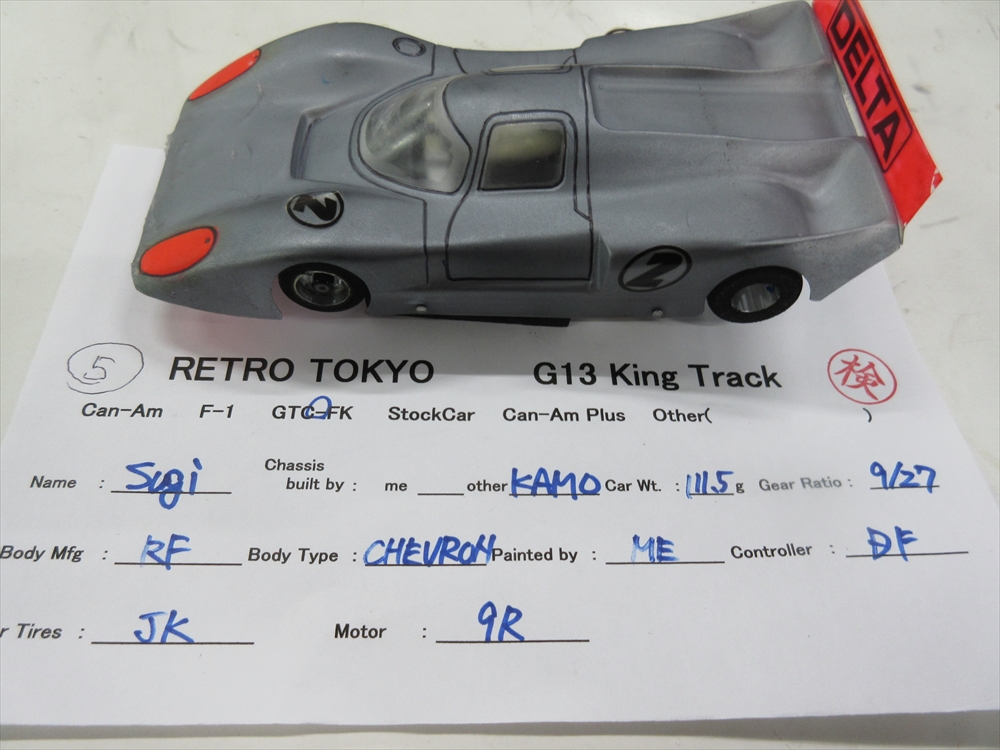 DELTA
2
2
5 RETRO TOKYO G13 King Track 検
Can-Am F-1 GTC-FK StockCar Can-Am Plus Other( )
Name : Sugi Chassis built by : me other KAMO Car Wt. : 111.5 g Gear Ratio : 9/27
Body Mfg : RF Body Type : CHEVRON Painted by : ME Controller : DF
r Tires : JK Motor : 9R